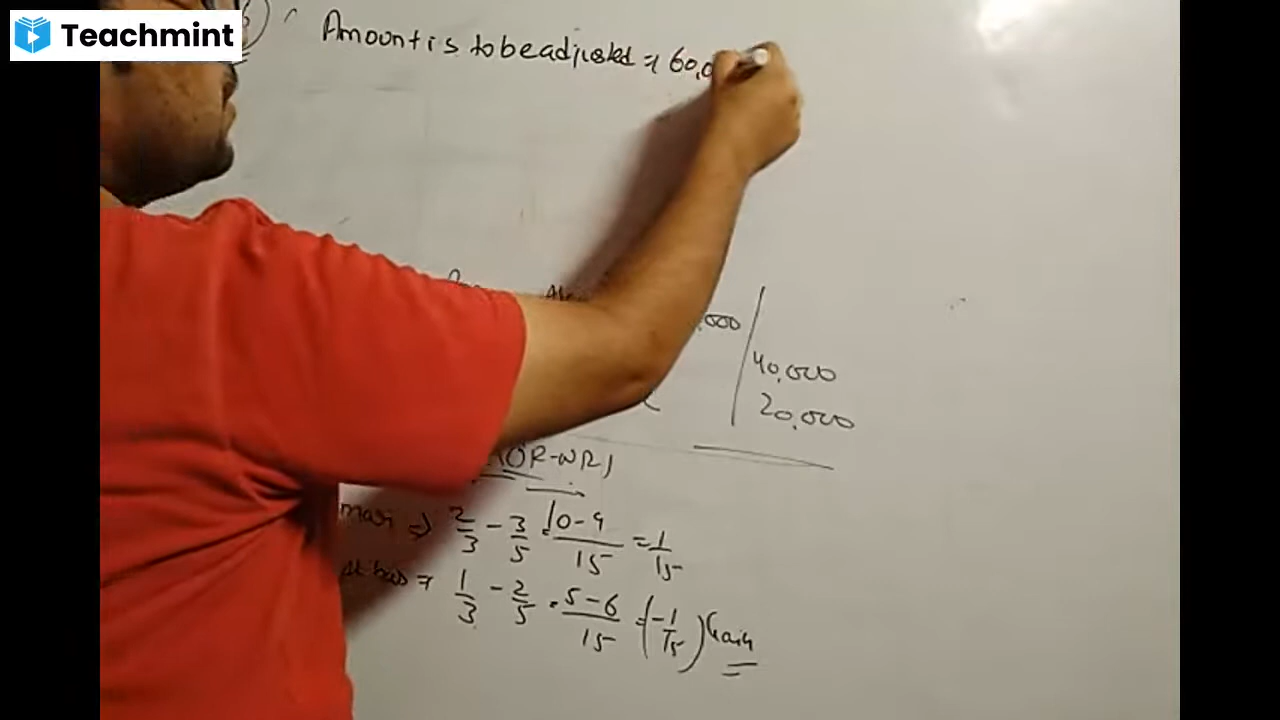 Teachmint
Amount is to be adjusted ⇒ 60,0
,000
40,000
20,000
(OR-NR)
⇒ 2/3 - 3/5 = 10-9/15 = 1/15
⇒ 1/3 - 2/5 = 5-6/15 = (-1/15) Gain